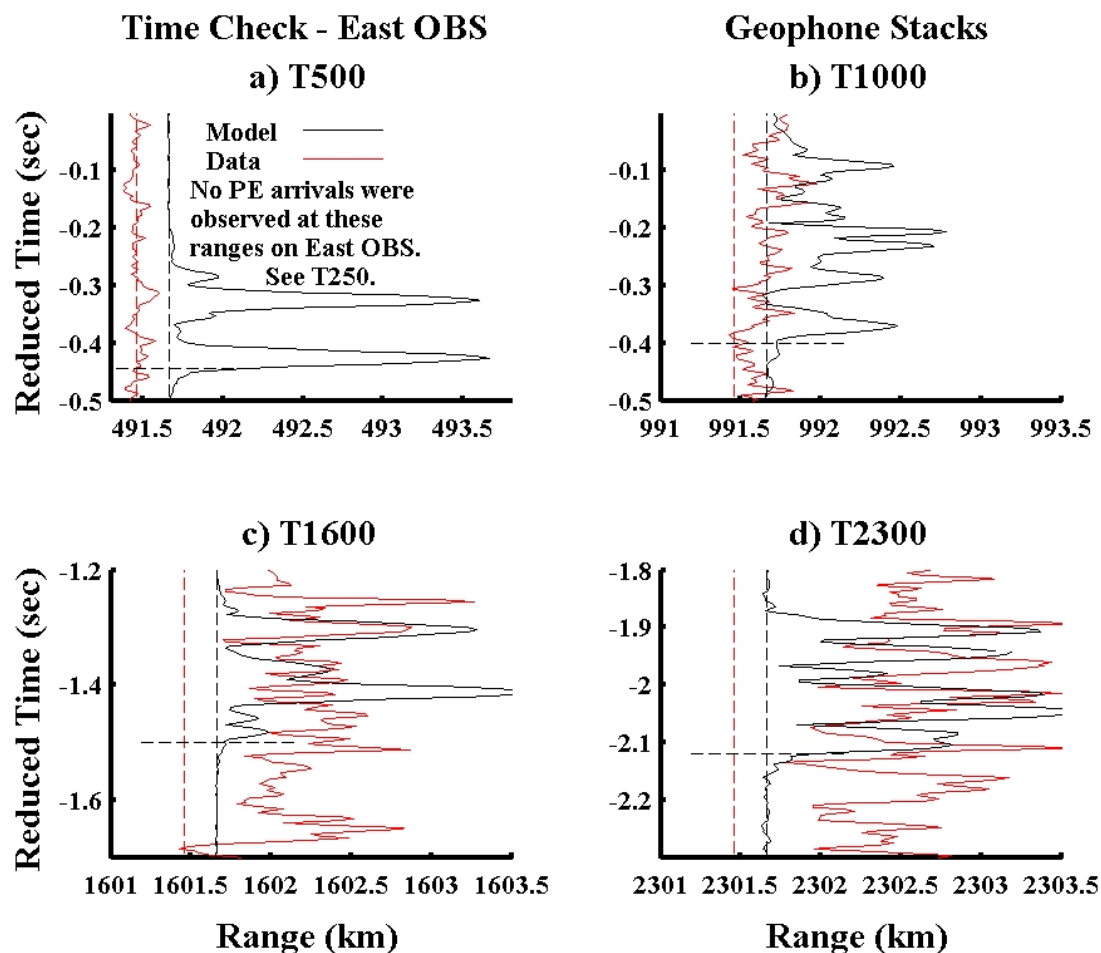 Time Check - East OBS
Geophone Stacks
a) T500
b) T1000
Model
Data
No PE arrivals were
observed at these
ranges on East OBS.
See T250.
Reduced Time (sec)
-0.1
-0.2
-0.3
-0.4
-0.5
491.5 492 492.5 493 493.5
-0.1
-0.2
-0.3
-0.4
-0.5
991 991.5 992 992.5 993 993.5
c) T1600
d) T2300
Reduced Time (sec)
-1.2
-1.4
-1.6
1601 1601.5 1602 1602.5 1603 1603.5
-1.8
-1.9
-2
-2.1
-2.2
2301 2301.5 2302 2302.5 2303 2303.5
Range (km)
Range (km)